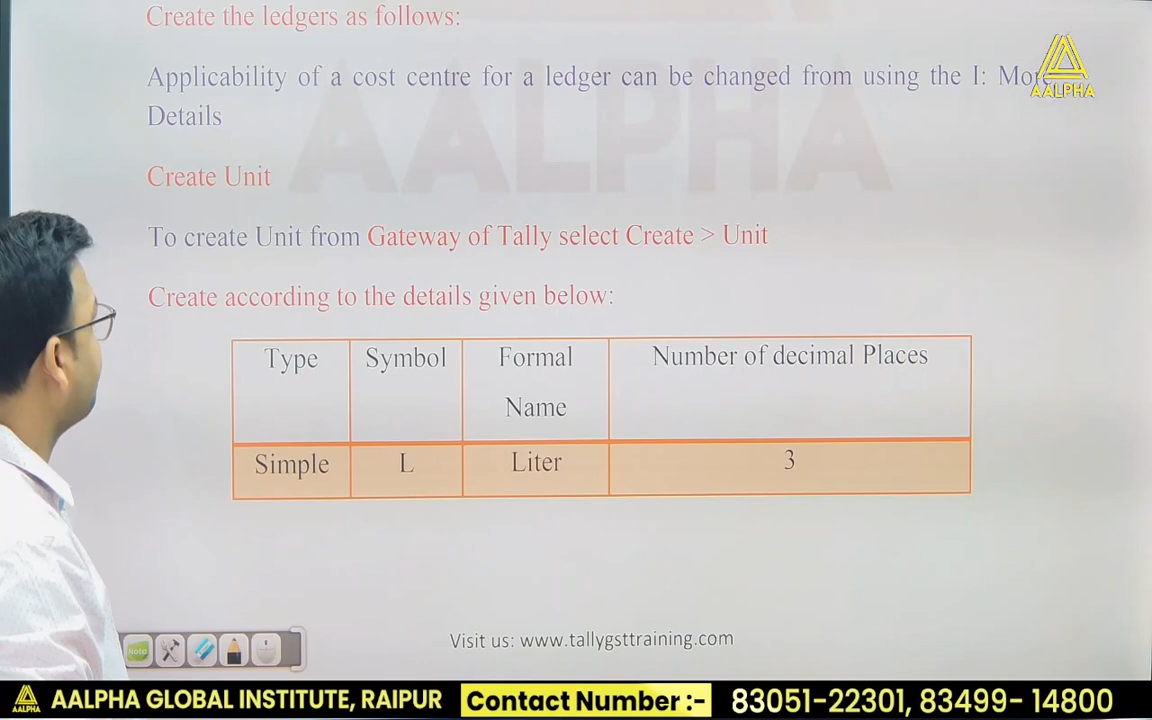 Create the ledgers as follows:
Applicability of a cost centre for a ledger can be changed from using the I: More
Details
Create Unit
To create Unit from Gateway of Tally select Create > Unit
Create according to the details given below:
Type Symbol Formal Name Number of decimal Places
Simple L Liter 3
Visit us: www.tallygsttraining.com
Note
AALPHA
AALPHA
AALPHA
AALPHA GLOBAL INSTITUTE, RAIPUR Contact Number :- 83051-22301, 83499- 14800